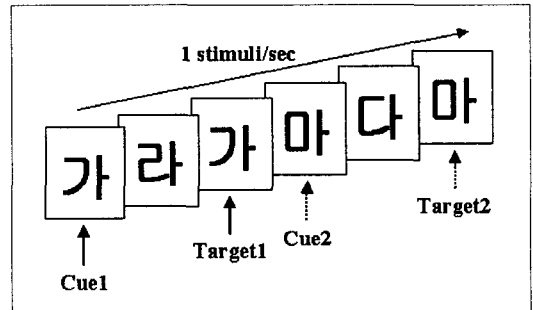 1 stimuli/sec
가 라 가 마 다 마
Cue1
Target1
Cue2
Target2